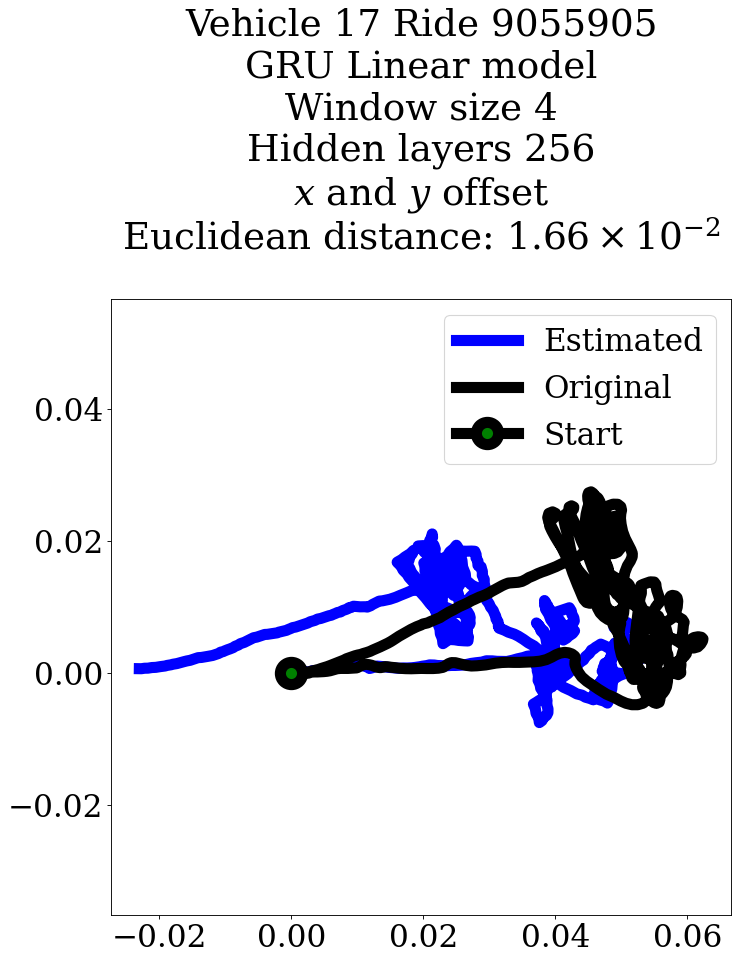 Vehicle 17 Ride 9055905
GRU Linear model
Window size 4
Hidden layers 256
x and y offset
Euclidean distance: 1.66 × 10⁻²
Estimated
Original
Start
0.04
0.02
0.00
−0.02
−0.02 0.00 0.02 0.04 0.06